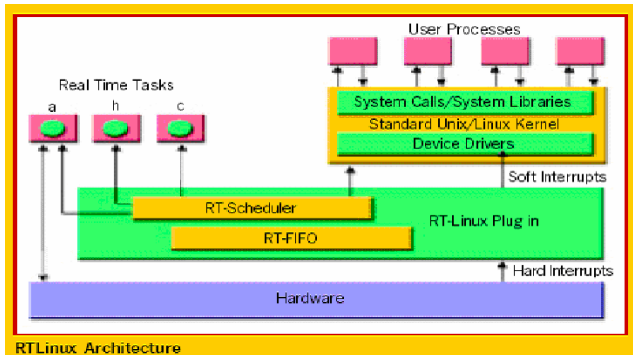 User Processes
Real Time Tasks
a h c
System Calls/System Libraries
Standard Unix/Linux Kernel
Device Drivers
Soft Interrupts
RT-Scheduler
RT-Linux Plug in
RT-FIFO
Hard Interrupts
Hardware
RTLinux Architecture